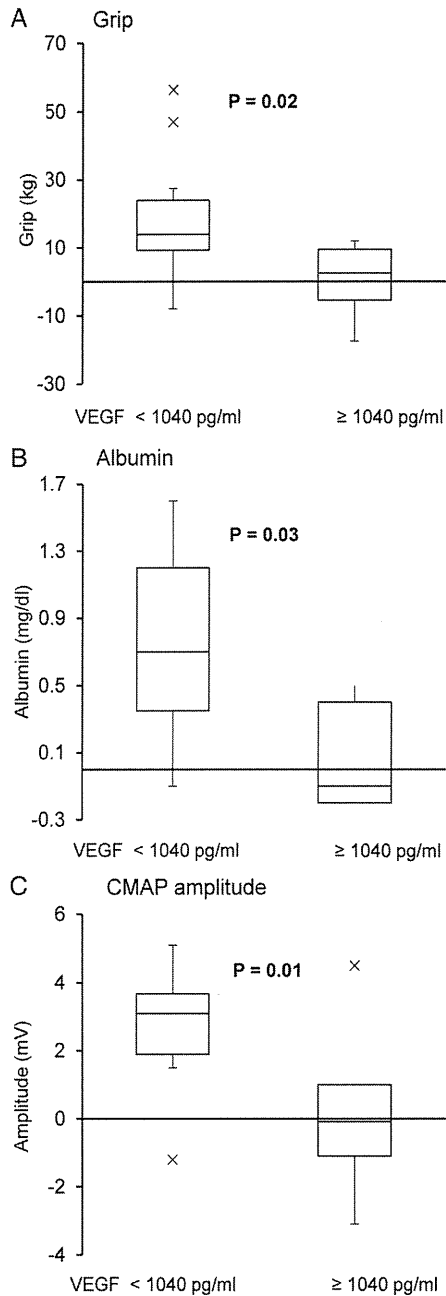 A Grip
70
50
30
10
-10
-30
Grip (kg)
P = 0.02
VEGF < 1040 pg/ml ≥ 1040 pg/ml
B Albumin
1.7
1.3
0.9
0.5
0.1
-0.3
Albumin (mg/dl)
P = 0.03
VEGF < 1040 pg/ml ≥ 1040 pg/ml
C CMAP amplitude
6
4
2
0
-2
-4
Amplitude (mV)
P = 0.01
VEGF < 1040 pg/ml ≥ 1040 pg/ml